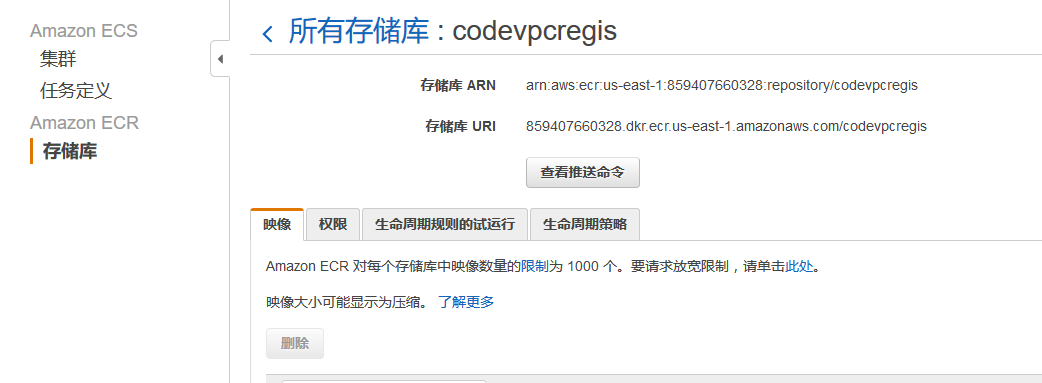 Amazon ECS
集群
任务定义
Amazon ECR
存储库
所有存储库 : codevpcregis
存储库 ARN arn:aws:ecr:us-east-1:859407660328:repository/codevpcregis
存储库 URI 859407660328.dkr.ecr.us-east-1.amazonaws.com/codevpcregis
查看推送命令
映像 权限 生命周期规则的试运行 生命周期策略
Amazon ECR 对每个存储库中映像数量的限制为 1000 个。要请求放宽限制，请单击此处。
映像大小可能显示为压缩。 了解更多
删除